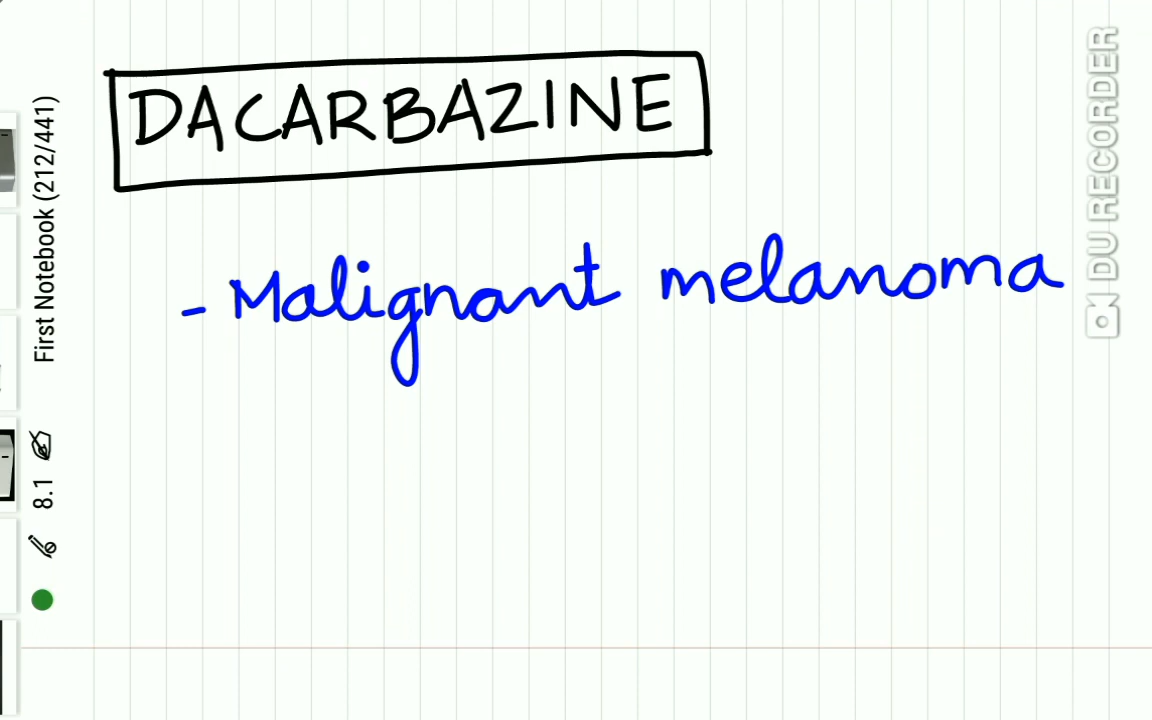 DACARBAZINE
- Malignant melanoma
First Notebook (212/441)
8.1
DU RECORDER